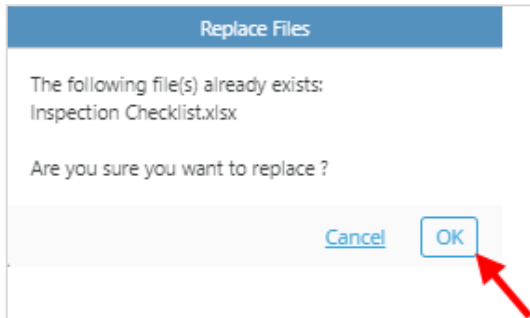 Replace Files
The following file(s) already exists:
Inspection Checklist.xlsx
Are you sure you want to replace ?
Cancel
OK